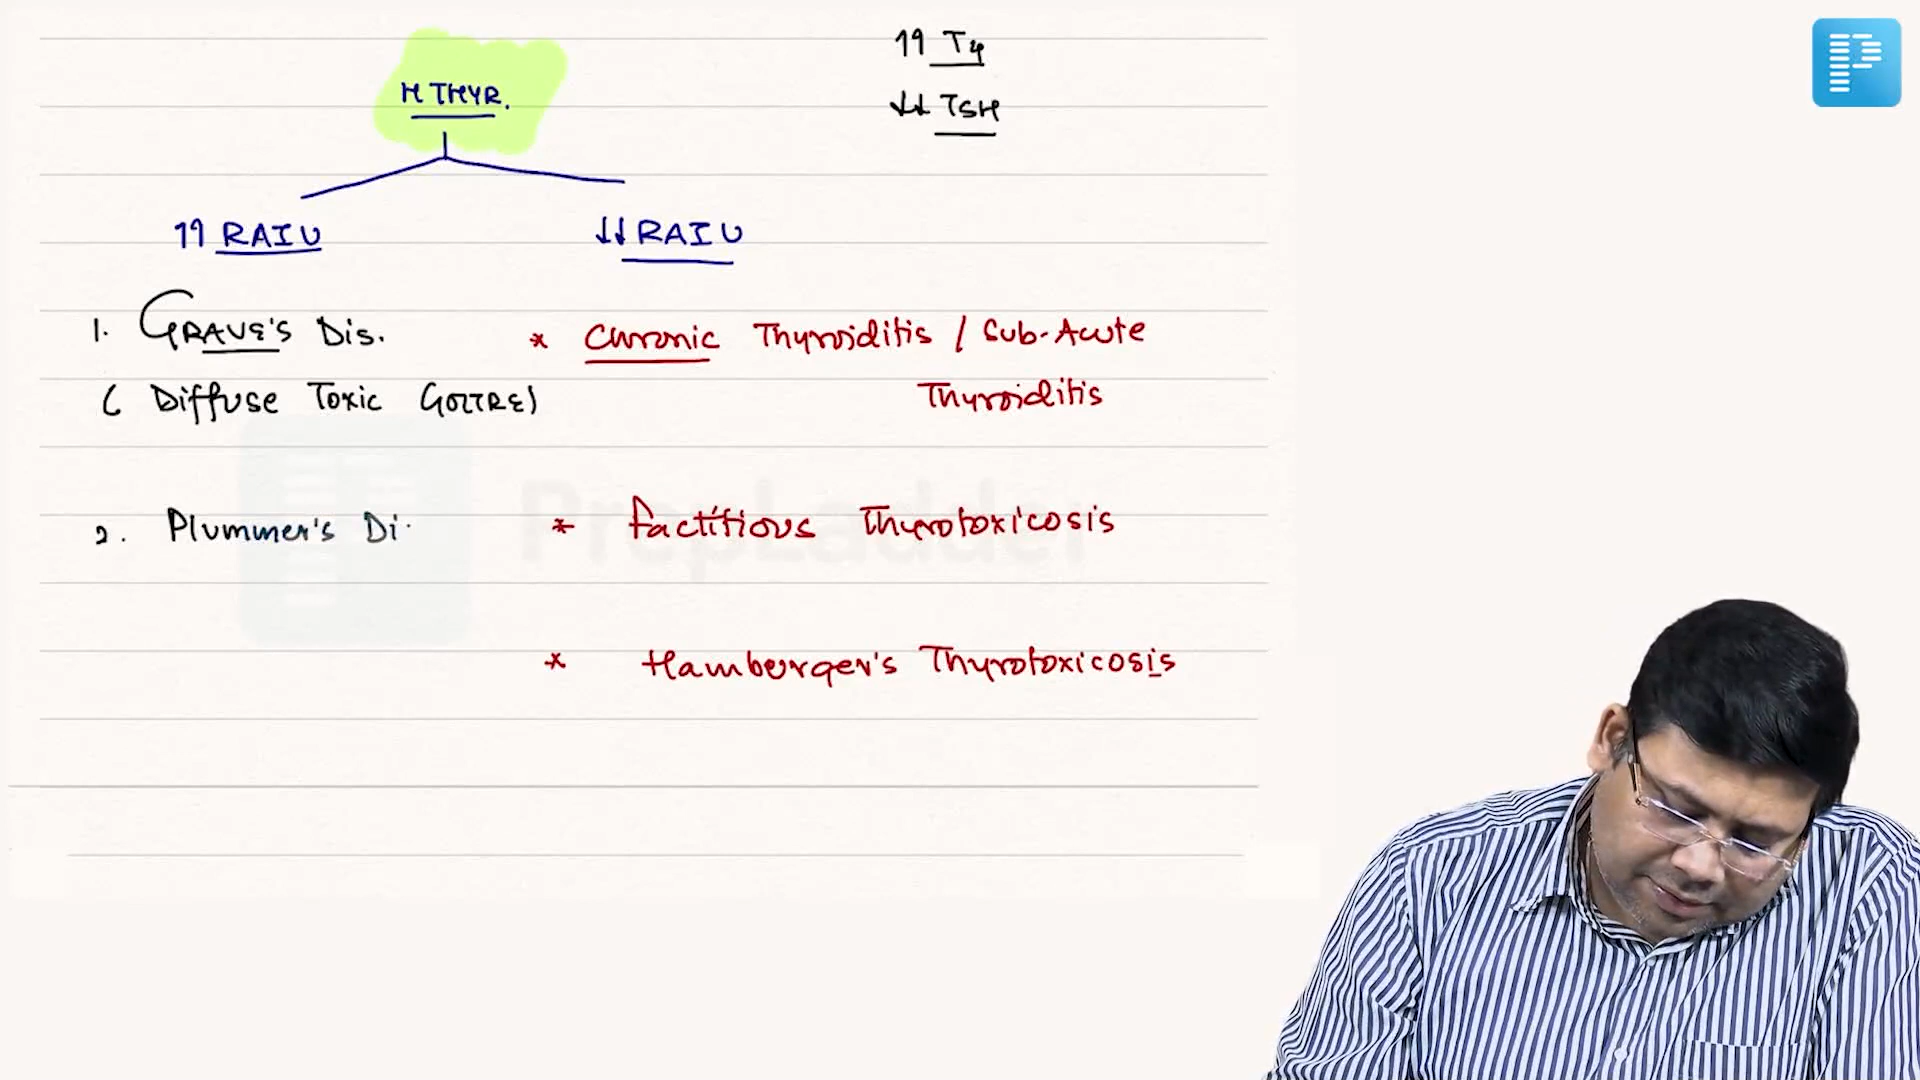 ↑↑ T4
H THYR.
↓↓ TSH
↑↑ RAIU
↓↓ RAIU
1. GRAVE'S Dis.
* Chronic Thyroiditis / Sub-Acute
( Diffuse Toxic GOITRE)
Thyroiditis
PrepLadder
2. Plummer's Di
* Factitious Thyrotoxicosis
* Hamburger's Thyrotoxicosis